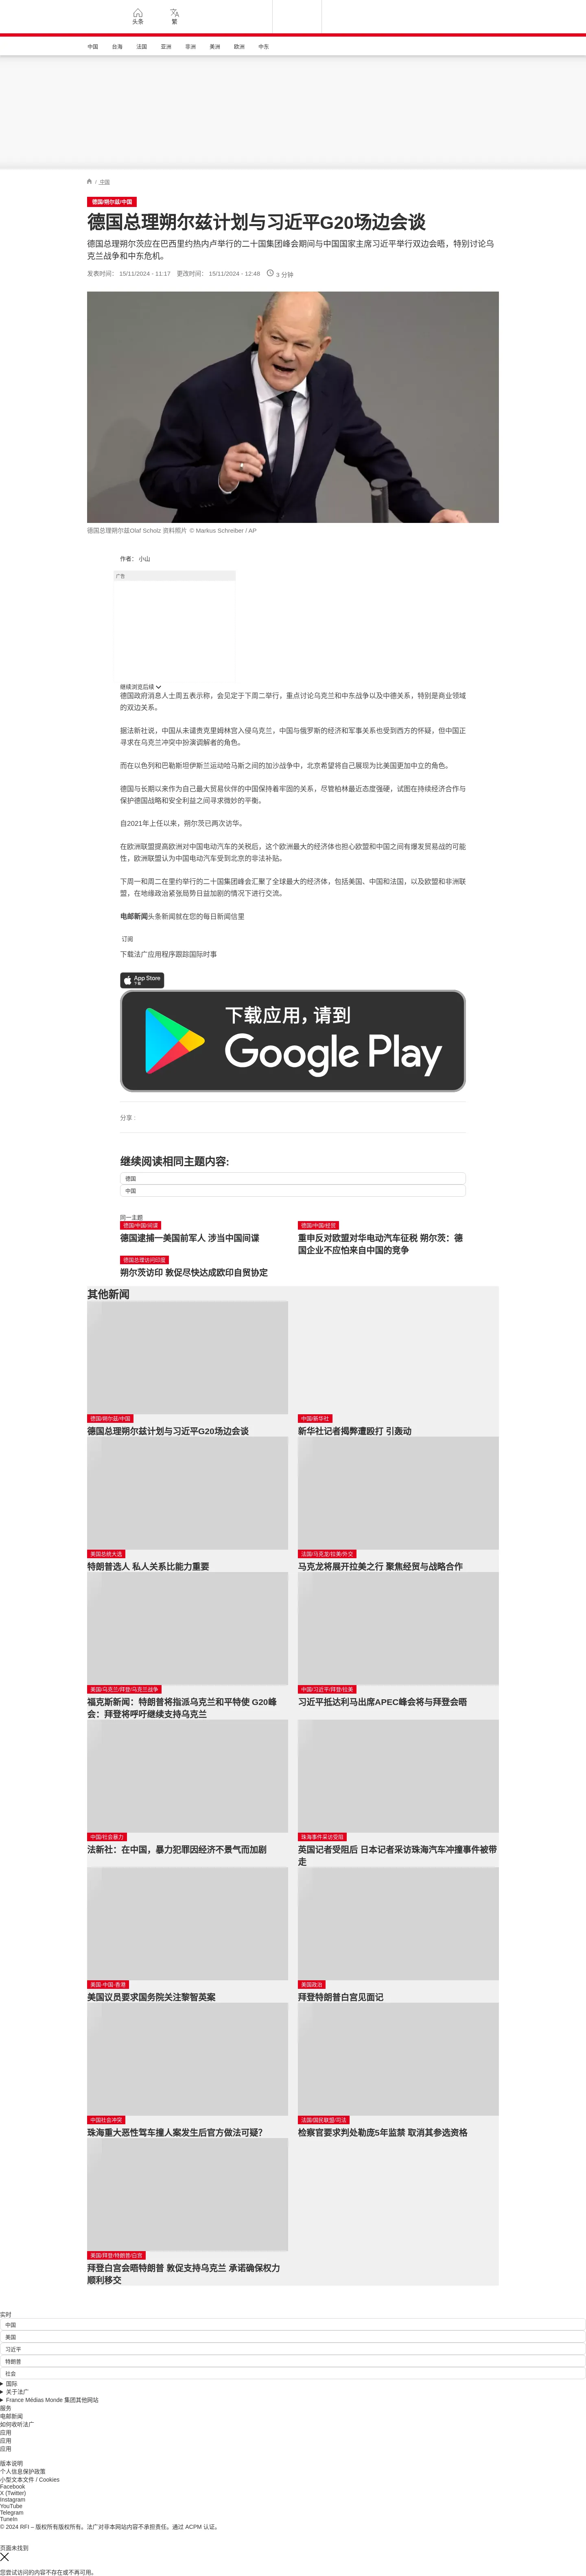 头条
繁
中国
台海
法国
亚洲
非洲
美洲
欧洲
中东
/ 中国
德国/朔尔兹/中国
德国总理朔尔兹计划与习近平G20场边会谈
德国总理朔尔茨应在巴西里约热内卢举行的二十国集团峰会期间与中国国家主席习近平举行双边会晤，特别讨论乌
克兰战争和中东危机。
发表时间： 15/11/2024 - 11:17 更改时间： 15/11/2024 - 12:48 3 分钟
德国总理朔尔兹Olaf Scholz 资料照片 © Markus Schreiber / AP
作者： 小山
广告
继续浏览后续
德国政府消息人士周五表示称，会见定于下周二举行，重点讨论乌克兰和中东战争以及中德关系，特别是商业领域
的双边关系。
据法新社说，中国从未谴责克里姆林宫入侵乌克兰，中国与俄罗斯的经济和军事关系也受到西方的怀疑，但中国正
寻求在乌克兰冲突中扮演调解者的角色。
而在以色列和巴勒斯坦伊斯兰运动哈马斯之间的加沙战争中，北京希望将自己展现为比美国更加中立的角色。
德国与长期以来作为自己最大贸易伙伴的中国保持着牢固的关系，尽管柏林最近态度强硬，试图在持续经济合作与
保护德国战略和安全利益之间寻求微妙的平衡。
自2021年上任以来，朔尔茨已两次访华。
在欧洲联盟提高欧洲对中国电动汽车的关税后，这个欧洲最大的经济体也担心欧盟和中国之间有爆发贸易战的可能
性，欧洲联盟认为中国电动汽车受到北京的非法补贴。
下周一和周二在里约举行的二十国集团峰会汇聚了全球最大的经济体，包括美国、中国和法国，以及欧盟和非洲联
盟，在地缘政治紧张局势日益加剧的情况下进行交流。
电邮新闻头条新闻就在您的每日新闻信里
订阅
下载法广应用程序跟踪国际时事
App Store
下载
下载应用，请到
Google Play
分享 :
继续阅读相同主题内容:
德国
中国
同一主题
德国/中国/间谍
德国逮捕一美国前军人 涉当中国间谍
德国/中国/经贸
重申反对欧盟对华电动汽车征税 朔尔茨：德
国企业不应怕来自中国的竞争
德国总理访问印度
朔尔茨访印 敦促尽快达成欧印自贸协定
其他新闻
德国/朔尔兹/中国
德国总理朔尔兹计划与习近平G20场边会谈
中国/新华社
新华社记者揭弊遭殴打 引轰动
美国总统大选
特朗普选人 私人关系比能力重要
法国/马克龙/拉美/外交
马克龙将展开拉美之行 聚焦经贸与战略合作
美国/乌克兰/拜登/乌克兰战争
福克斯新闻：特朗普将指派乌克兰和平特使 G20峰
会：拜登将呼吁继续支持乌克兰
中国/习近平/拜登/拉美
习近平抵达利马出席APEC峰会将与拜登会晤
中国/社会暴力
法新社：在中国，暴力犯罪因经济不景气而加剧
珠海事件采访受阻
英国记者受阻后 日本记者采访珠海汽车冲撞事件被带
走
美国·中国·香港
美国议员要求国务院关注黎智英案
美国政治
拜登特朗普白宫见面记
中国社会冲突
珠海重大恶性驾车撞人案发生后官方做法可疑?
法国/国民联盟/司法
检察官要求判处勒庞5年监禁 取消其参选资格
美国/拜登/特朗普/白宫
拜登白宫会晤特朗普 敦促支持乌克兰 承诺确保权力
顺利移交
实时
中国
美国
习近平
特朗普
社会
国际
关于法广
France Médias Monde 集团其他网站
服务
电邮新闻
如何收听法广
应用
应用
应用
版本说明
个人信息保护政策
小型文本文件 / Cookies
Facebook
X (Twitter)
Instagram
YouTube
Telegram
TuneIn
© 2024 RFI – 版权所有版权所有。法广对非本网站内容不承担责任。通过 ACPM 认证。
页面未找到
您尝试访问的内容不存在或不再可用。